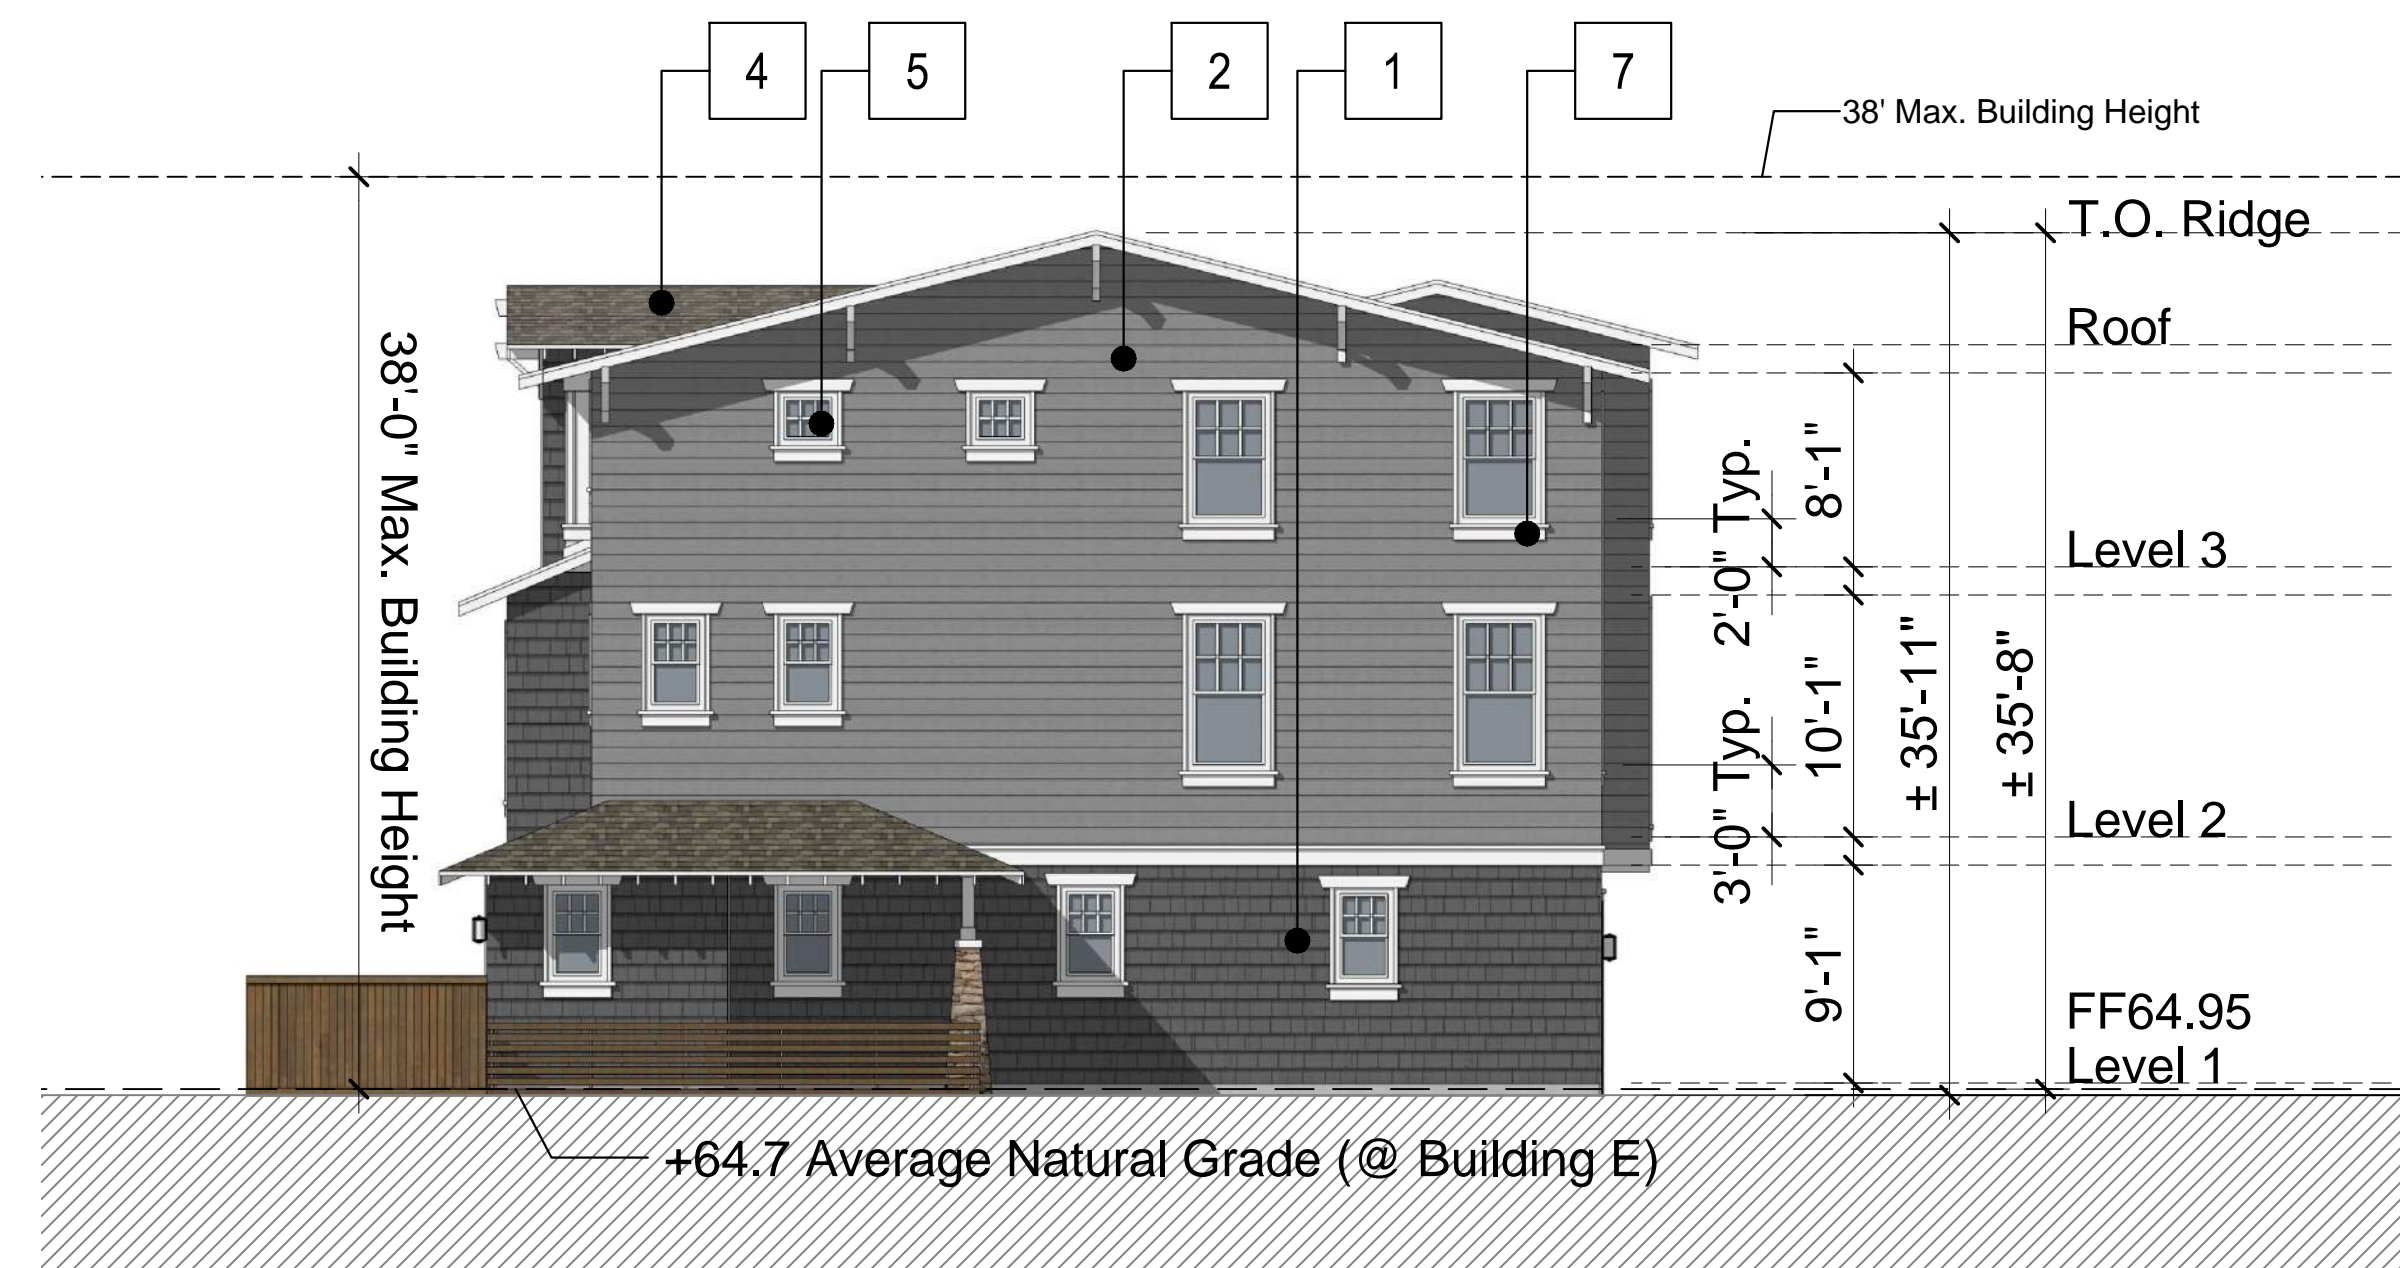 4
5
2
1
7
38' Max. Building Height
T.O. Ridge
Roof
38'-0" Max. Building Height
2'-0" Typ.
8'-1"
Level 3
3'-0" Typ.
10'-1"
± 35'-11"
± 35'-8"
Level 2
9'-1"
FF64.95
Level 1
+64.7 Average Natural Grade (@ Building E)